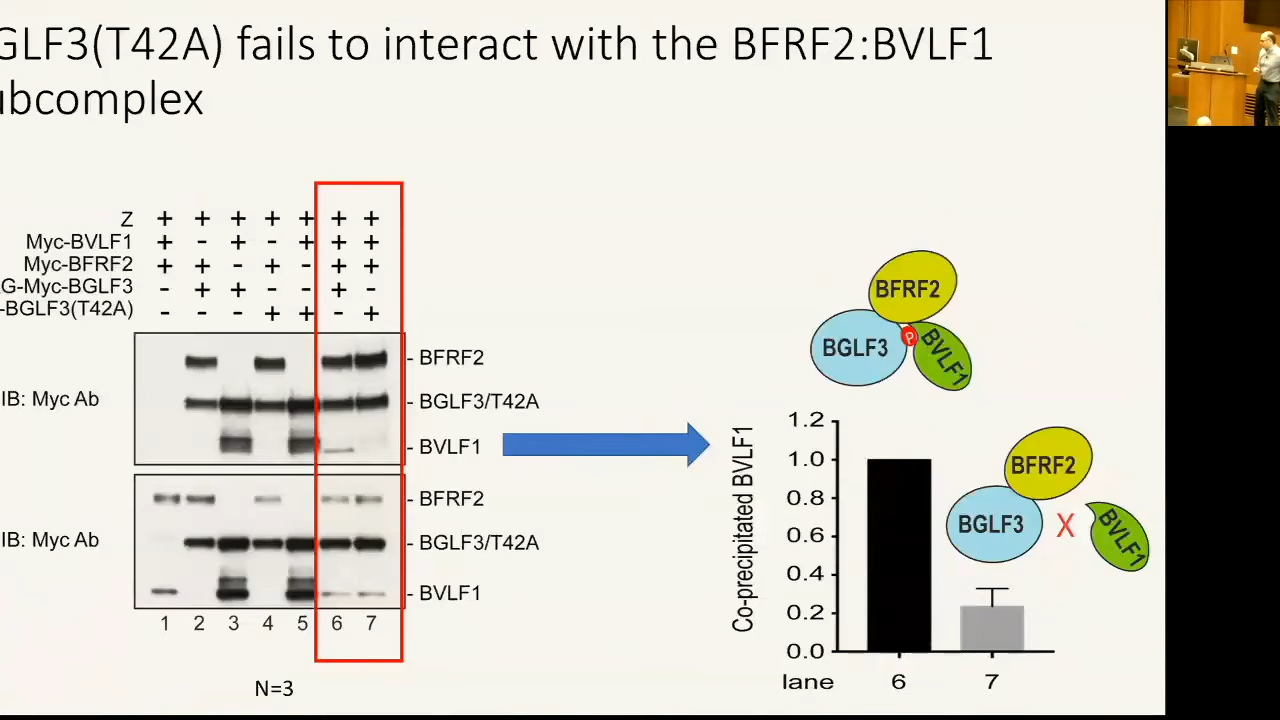 GLF3(T42A) fails to interact with the BFRF2:BVLF1
ubcomplex
Z + + + + + + +
Myc-BVLF1 + - + - + + +
Myc-BFRF2 + + - + - + +
G-Myc-BGLF3 - + + - - + -
-BGLF3(T42A) - - - + + - +
IB: Myc Ab
- BFRF2
- BGLF3/T42A
- BVLF1
IB: Myc Ab
- BFRF2
- BGLF3/T42A
- BVLF1
1 2 3 4 5 6 7
N=3
BFRF2
BGLF3
P
BVLF1
Co-precipitated BVLF1
1.2
1.0
0.8
0.6
0.4
0.2
0.0
lane 6 7
BFRF2
BGLF3
X
BVLF1